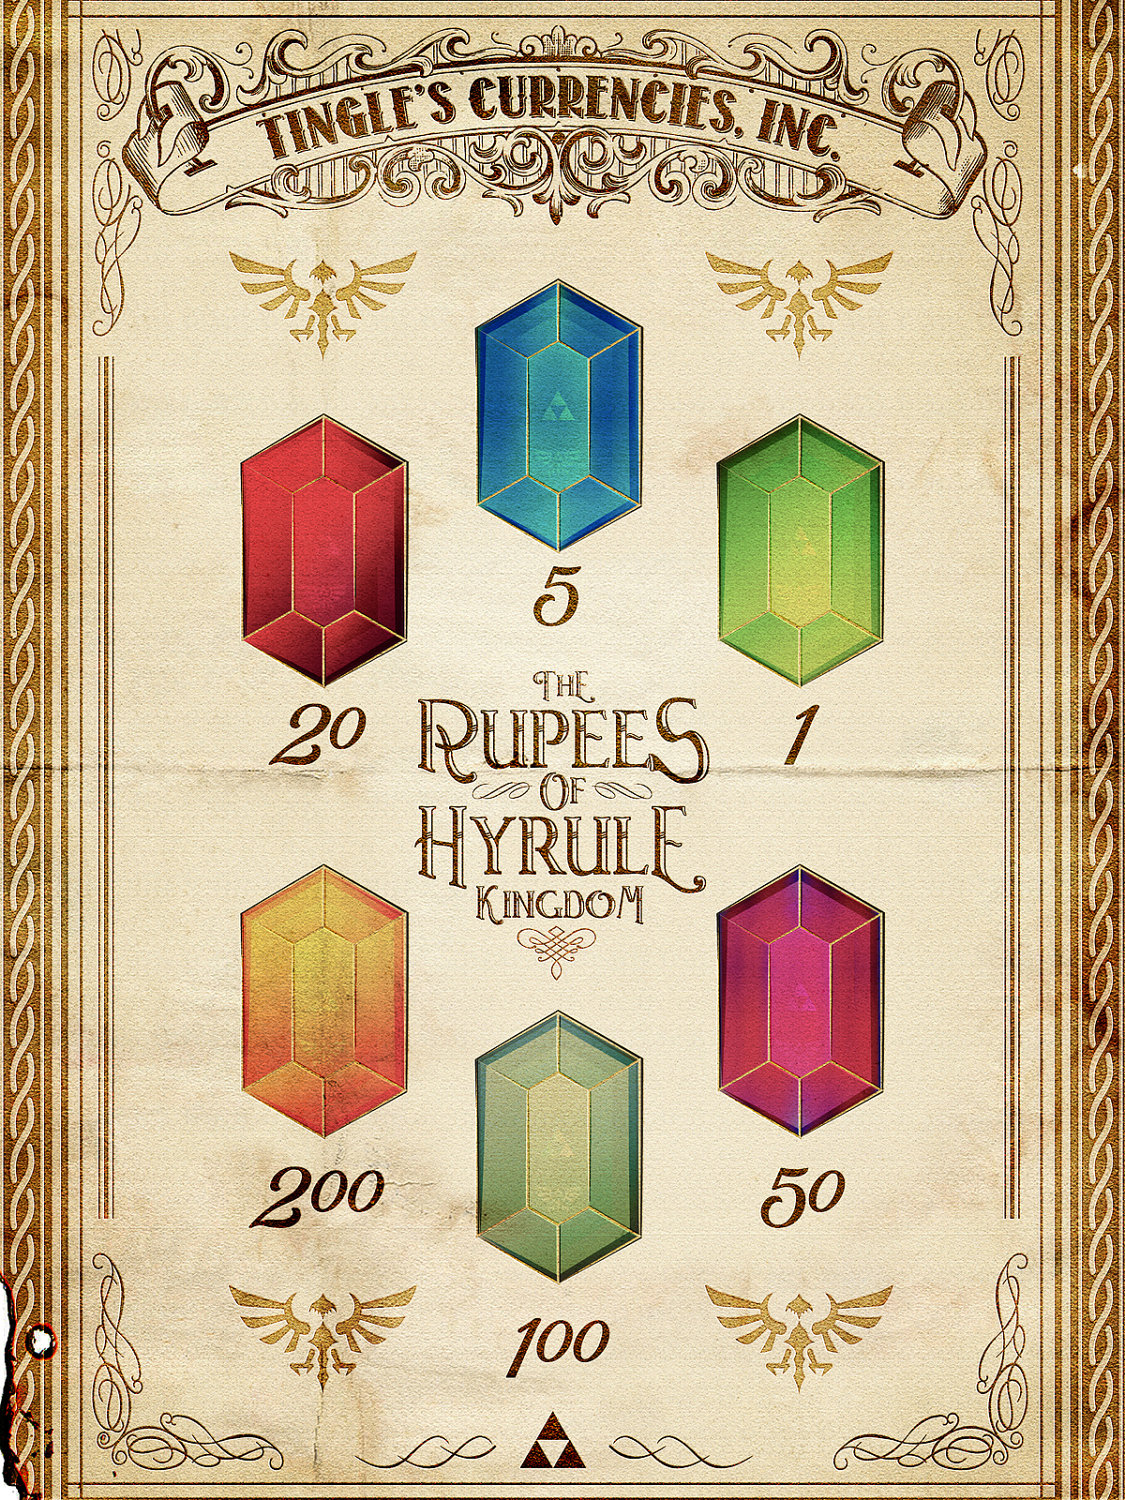 TINGLE'S CURRENCIES, INC.
5
20
1
THE
RUPEES
OF
HYRULE
KINGDOM
200
50
100